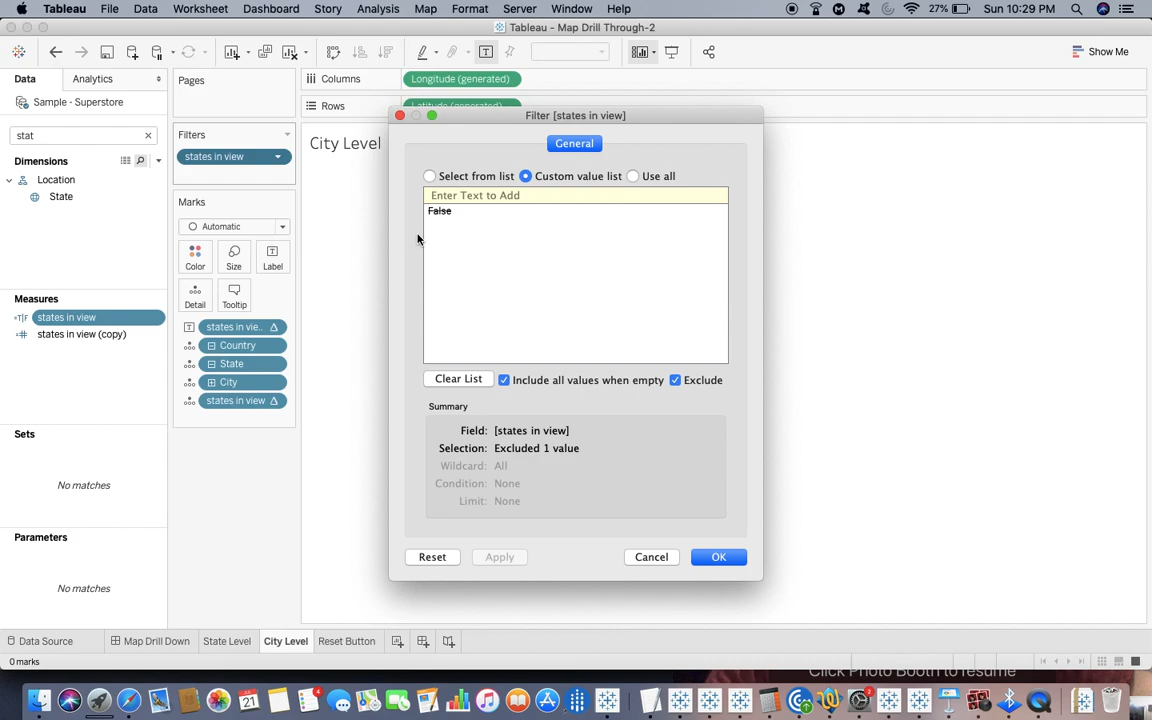 Tableau File Data Worksheet Dashboard Story Analysis Map Format Server Window Help 27% Sun 10:29 PM
Tableau - Map Drill Through-2
Show Me
Data Analytics
Sample - Superstore
stat
Dimensions
Location
State
Measures
T|F states in view
states in view (copy)
Sets
No matches
Parameters
No matches
Pages
Filters
states in view
Marks
Automatic
Color Size Label
Detail Tooltip
states in vie..
Country
State
City
states in view
Columns Longitude (generated)
Rows Latitude (generated)
City Level
Filter [states in view]
General
Select from list Custom value list Use all
Enter Text to Add
False
Clear List Include all values when empty Exclude
Summary
Field: [states in view]
Selection: Excluded 1 value
Wildcard: All
Condition: None
Limit: None
Reset Apply Cancel OK
Data Source Map Drill Down State Level City Level Reset Button
0 marks
Click Photo Booth to resume